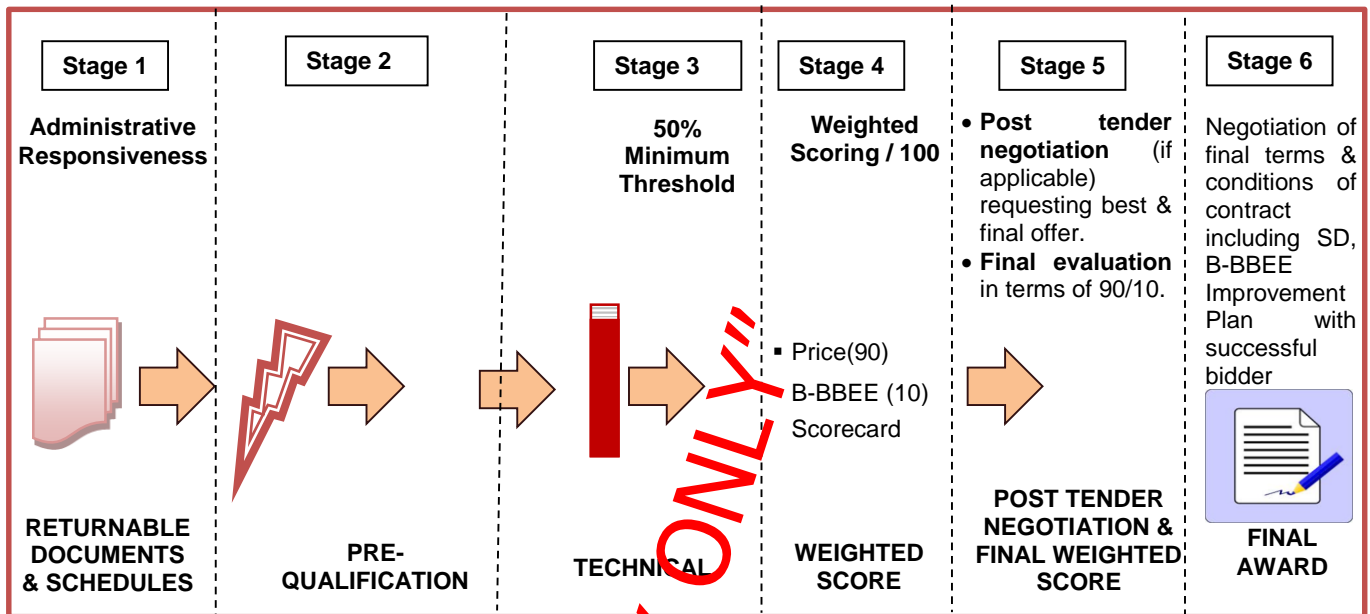 Stage 1
Administrative
Responsiveness
RETURNABLE
DOCUMENTS
& SCHEDULES
Stage 2
PRE-
QUALIFICATION
Stage 3
50%
Minimum
Threshold
TECHNICAL
Stage 4
Weighted
Scoring / 100
▪ Price(90)
B-BBEE (10)
Scorecard
WEIGHTED
SCORE
Stage 5
• Post tender
negotiation (if
applicable)
requesting best &
final offer.
• Final evaluation
in terms of 90/10.
POST TENDER
NEGOTIATION &
FINAL WEIGHTED
SCORE
Stage 6
Negotiation of
final terms &
conditions of
contract
including SD,
B-BBEE
Improvement
Plan with
successful
bidder
FINAL
AWARD
ONLY”